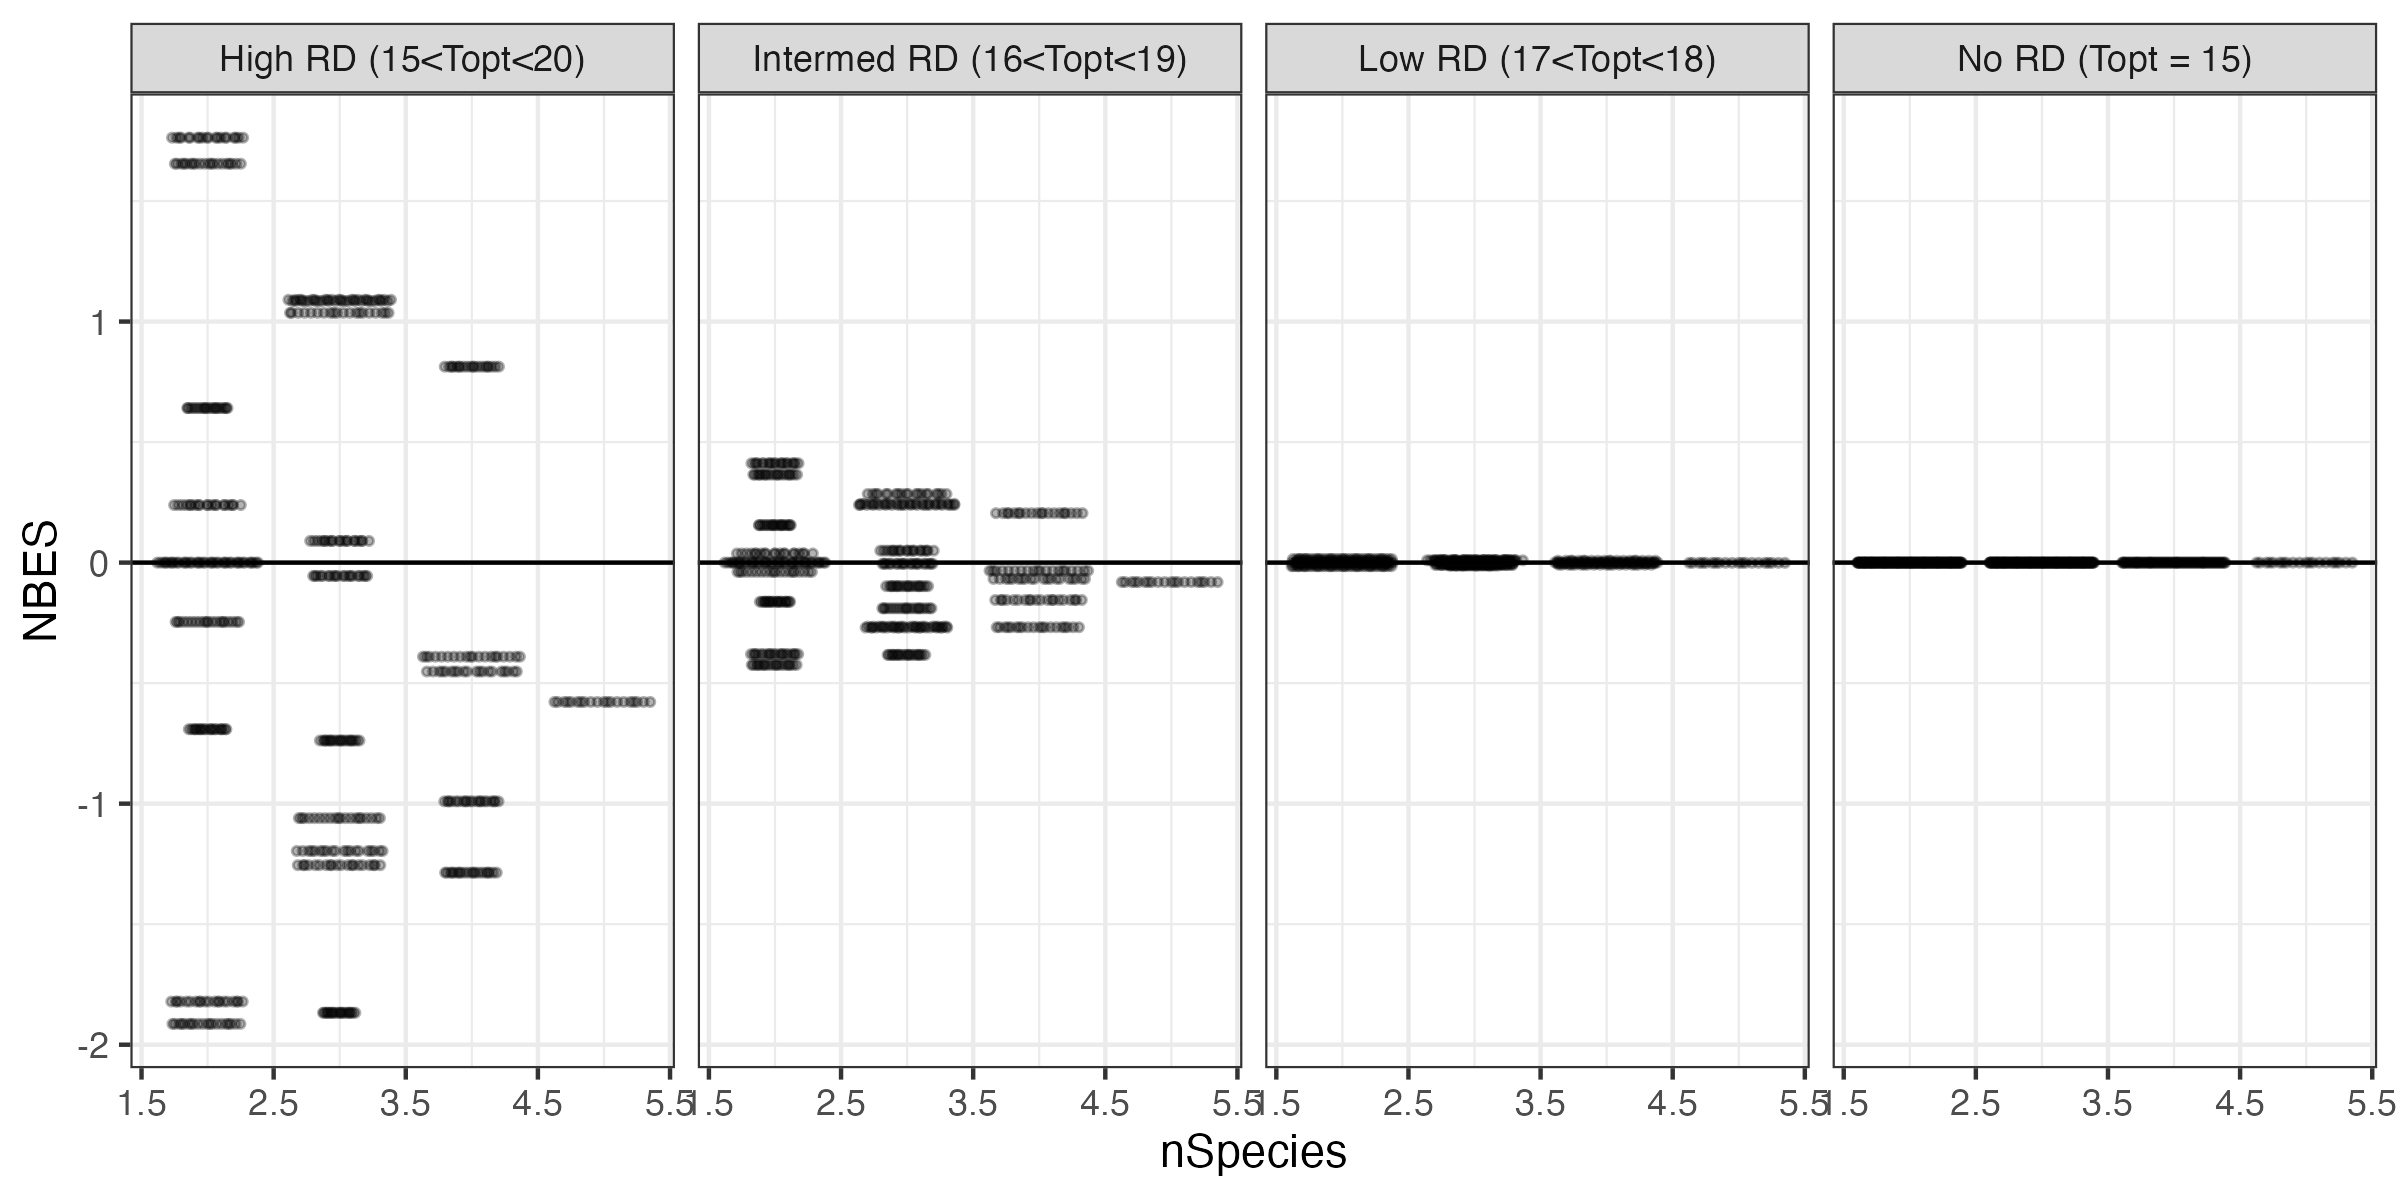 High RD (15<Topt<20)
Intermed RD (16<Topt<19)
Low RD (17<Topt<18)
No RD (Topt = 15)
NBES
1
0
-1
-2
1.5 2.5 3.5 4.5 5.5
1.5 2.5 3.5 4.5 5.5
1.5 2.5 3.5 4.5 5.5
1.5 2.5 3.5 4.5 5.5
nSpecies